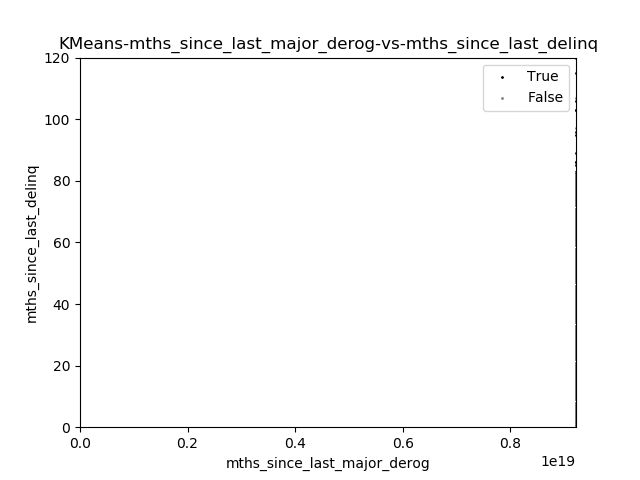 KMeans-mths_since_last_major_derog-vs-mths_since_last_delinq
True
False
120
100
80
60
40
20
0
mths_since_last_delinq
0.0 0.2 0.4 0.6 0.8
1e19
mths_since_last_major_derog